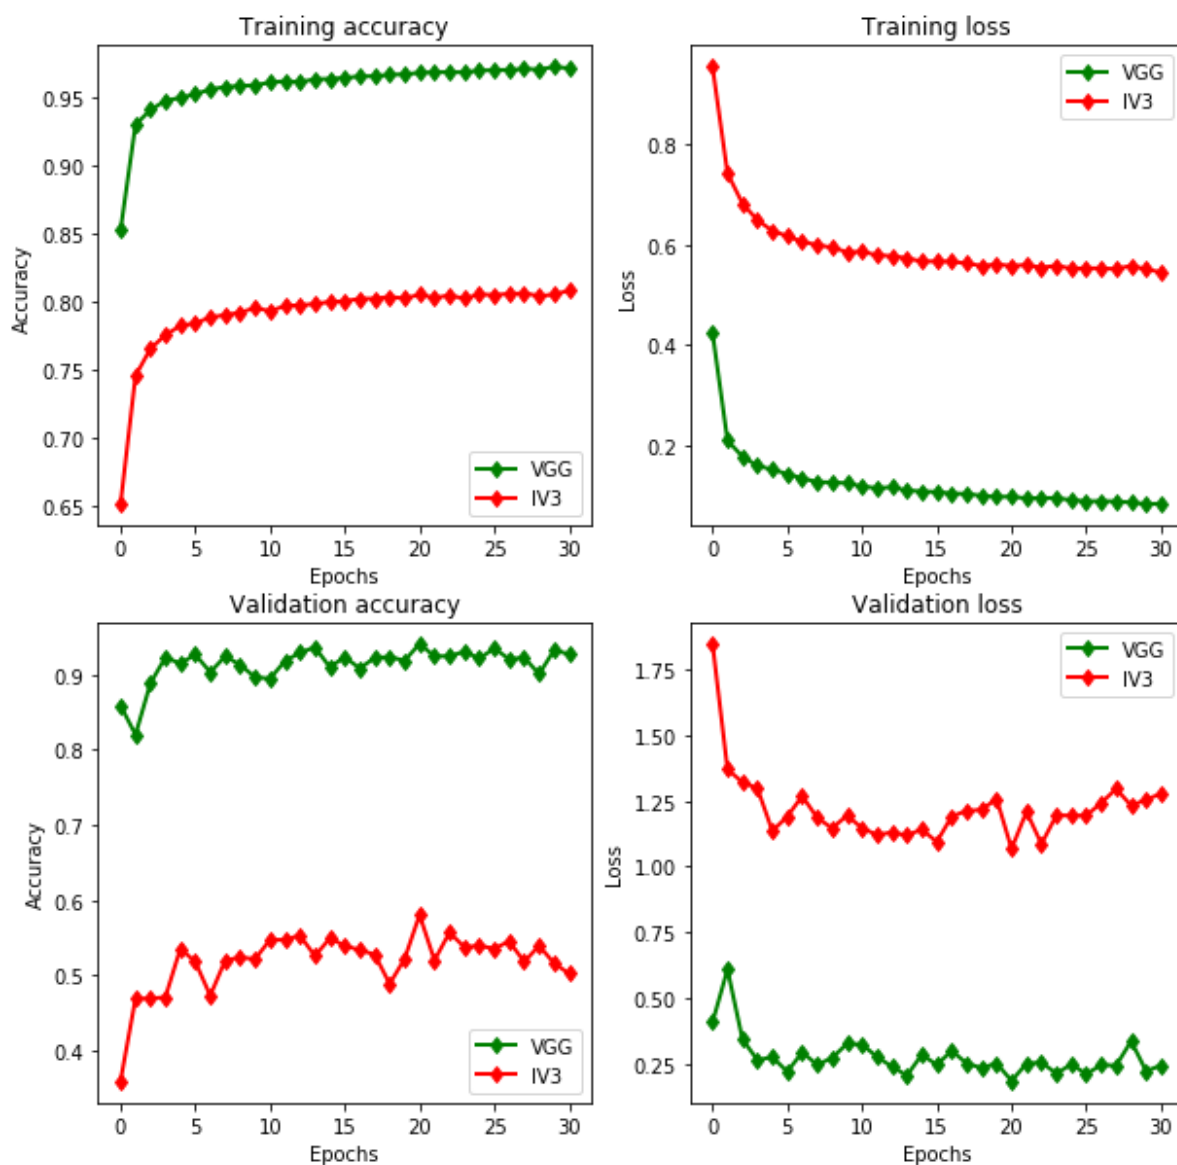 Training accuracy
Accuracy
0.95
0.90
0.85
0.80
0.75
0.70
0.65
VGG
IV3
0 5 10 15 20 25 30
Epochs
Training loss
Loss
0.8
0.6
0.4
0.2
VGG
IV3
0 5 10 15 20 25 30
Epochs
Validation accuracy
Accuracy
0.9
0.8
0.7
0.6
0.5
0.4
VGG
IV3
0 5 10 15 20 25 30
Epochs
Validation loss
Loss
1.75
1.50
1.25
1.00
0.75
0.50
0.25
VGG
IV3
0 5 10 15 20 25 30
Epochs